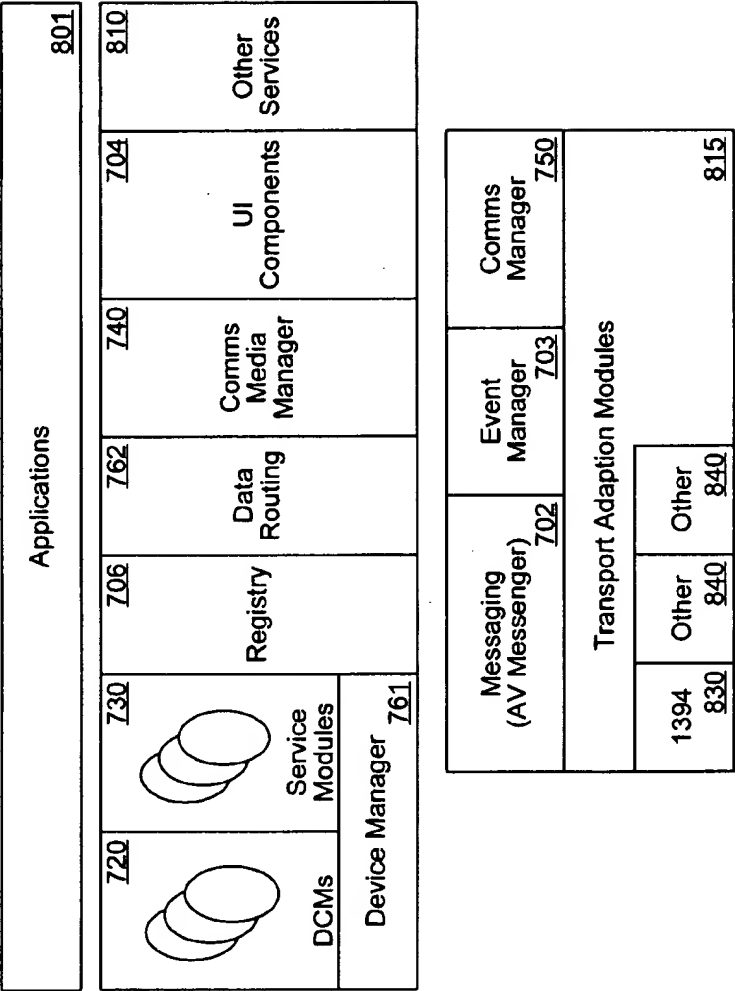 Applications
801
720
DCMs
730
Service
Modules
Device Manager
761
706
Registry
762
Data
Routing
740
Comms
Media
Manager
704
UI
Components
810
Other
Services
Messaging
(AV Messenger)
702
Event
Manager
703
Comms
Manager
750
Transport Adaption Modules
815
1394
830
Other
840
Other
840